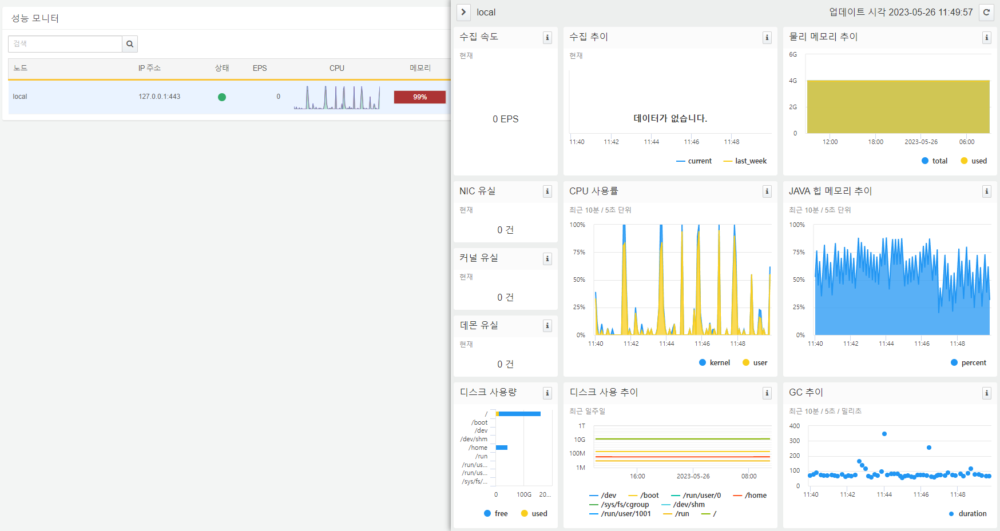 성능 모니터
검색
노드 IP 주소 상태 EPS CPU 메모리
local 127.0.0.1:443 0 99%
local 업데이트 시각 2023-05-26 11:49:57
수집 속도
현재
0 EPS
수집 추이
현재
데이터가 없습니다.
11:40 11:42 11:44 11:46 11:48
current last_week
물리 메모리 추이
6G
4G
2G
0
12:00 18:00 2023-05-26 06:00
total used
NIC 유실
현재
0 건
커널 유실
현재
0 건
데몬 유실
현재
0 건
CPU 사용률
최근 10분 / 5초 단위
100%
75%
50%
25%
0%
11:40 11:42 11:44 11:46 11:48
kernel user
JAVA 힙 메모리 추이
최근 10분 / 5초 단위
100%
75%
50%
25%
0%
11:40 11:42 11:44 11:46 11:48
percent
디스크 사용량
/
/boot
/dev
/dev/shm
/home
/run
/run/us...
/run/us...
/sys/fs/...
0 100G 20...
free used
디스크 사용 추이
최근 일주일
1T
10G
100M
1M
16:00 2023-05-26 08:00
/dev /boot /run/user/0 /home
/sys/fs/cgroup /dev/shm
/run/user/1001 /run /
GC 추이
최근 10분 / 5초 / 밀리초
400
300
200
100
0
11:40 11:42 11:44 11:46 11:48
duration